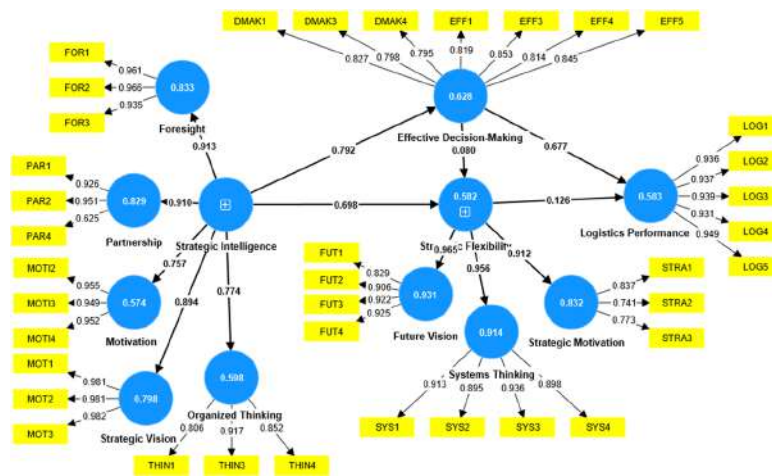 DMAK1 DMAK3 DMAK4 EFF1 EFF3 EFF4 EFF5
0.827 0.798 0.795 0.819 0.853 0.814 0.845
FOR1
FOR2
FOR3
0.961
0.966
0.935
0.833
Foresight
0.913
0.628
Effective Decision-Making
0.792
0.080
0.677
PAR1
PAR2
PAR4
0.926
0.951
0.625
0.829
Partnership
0.910
Strategic Intelligence
0.698
0.582
Strategic Flexibility
0.126
0.583
Logistics Performance
0.936
0.937
0.939
0.931
0.949
LOG1
LOG2
LOG3
LOG4
LOG5
MOTI2
MOTI3
MOTI4
0.955
0.949
0.952
0.574
Motivation
0.757
0.894
0.774
FUT1
FUT2
FUT3
FUT4
0.829
0.906
0.922
0.925
0.931
Future Vision
0.965
0.956
0.912
0.832
Strategic Motivation
0.837
0.741
0.773
STRA1
STRA2
STRA3
MOT1
MOT2
MOT3
0.981
0.981
0.982
0.798
Strategic Vision
0.598
Organized Thinking
0.806 0.917 0.852
THIN1 THIN3 THIN4
0.914
Systems Thinking
0.913 0.895 0.936 0.898
SYS1 SYS2 SYS3 SYS4